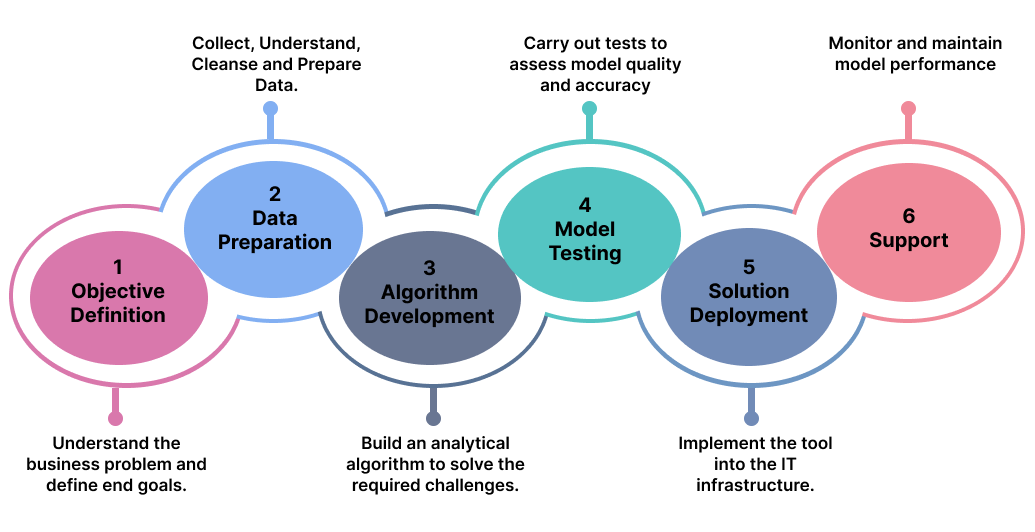 Collect, Understand,
Cleanse and Prepare
Data.
Carry out tests to
assess model quality
and accuracy
Monitor and maintain
model performance
1
Objective
Definition
2
Data
Preparation
3
Algorithm
Development
4
Model
Testing
5
Solution
Deployment
6
Support
Understand the
business problem and
define end goals.
Build an analytical
algorithm to solve the
required challenges.
Implement the tool
into the IT
infrastructure.